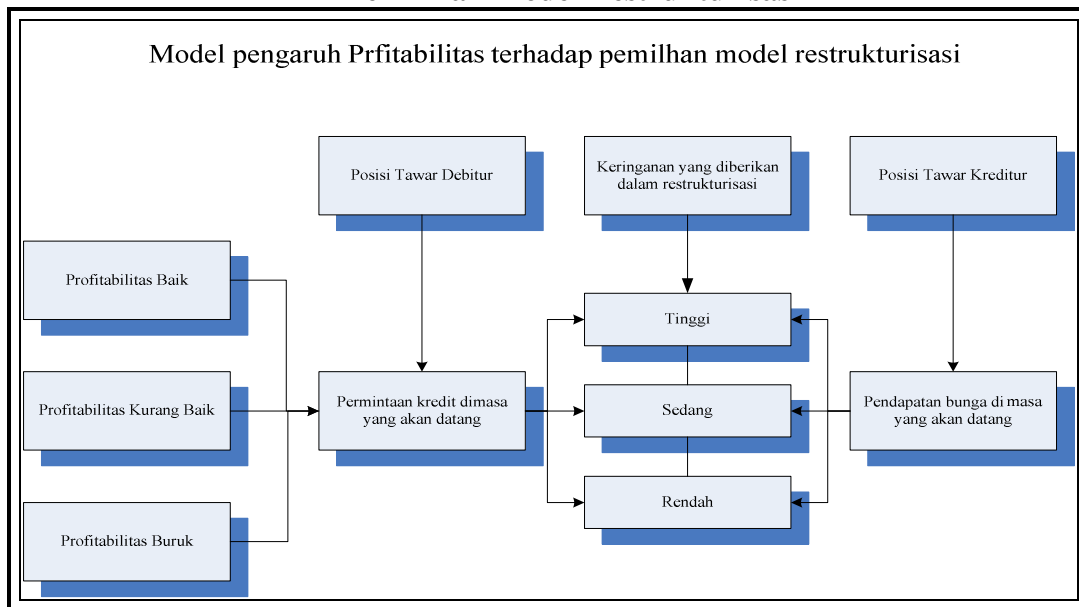 Model pengaruh Prfitabilitas terhadap pemilhan model restrukturisasi
Posisi Tawar Debitur
Keringanan yang diberikan
dalam restrukturisasi
Posisi Tawar Kreditur
Profitabilitas Baik
Tinggi
Profitabilitas Kurang Baik
Permintaan kredit dimasa
yang akan datang
Sedang
Pendapatan bunga di masa
yang akan datang
Rendah
Profitabilitas Buruk